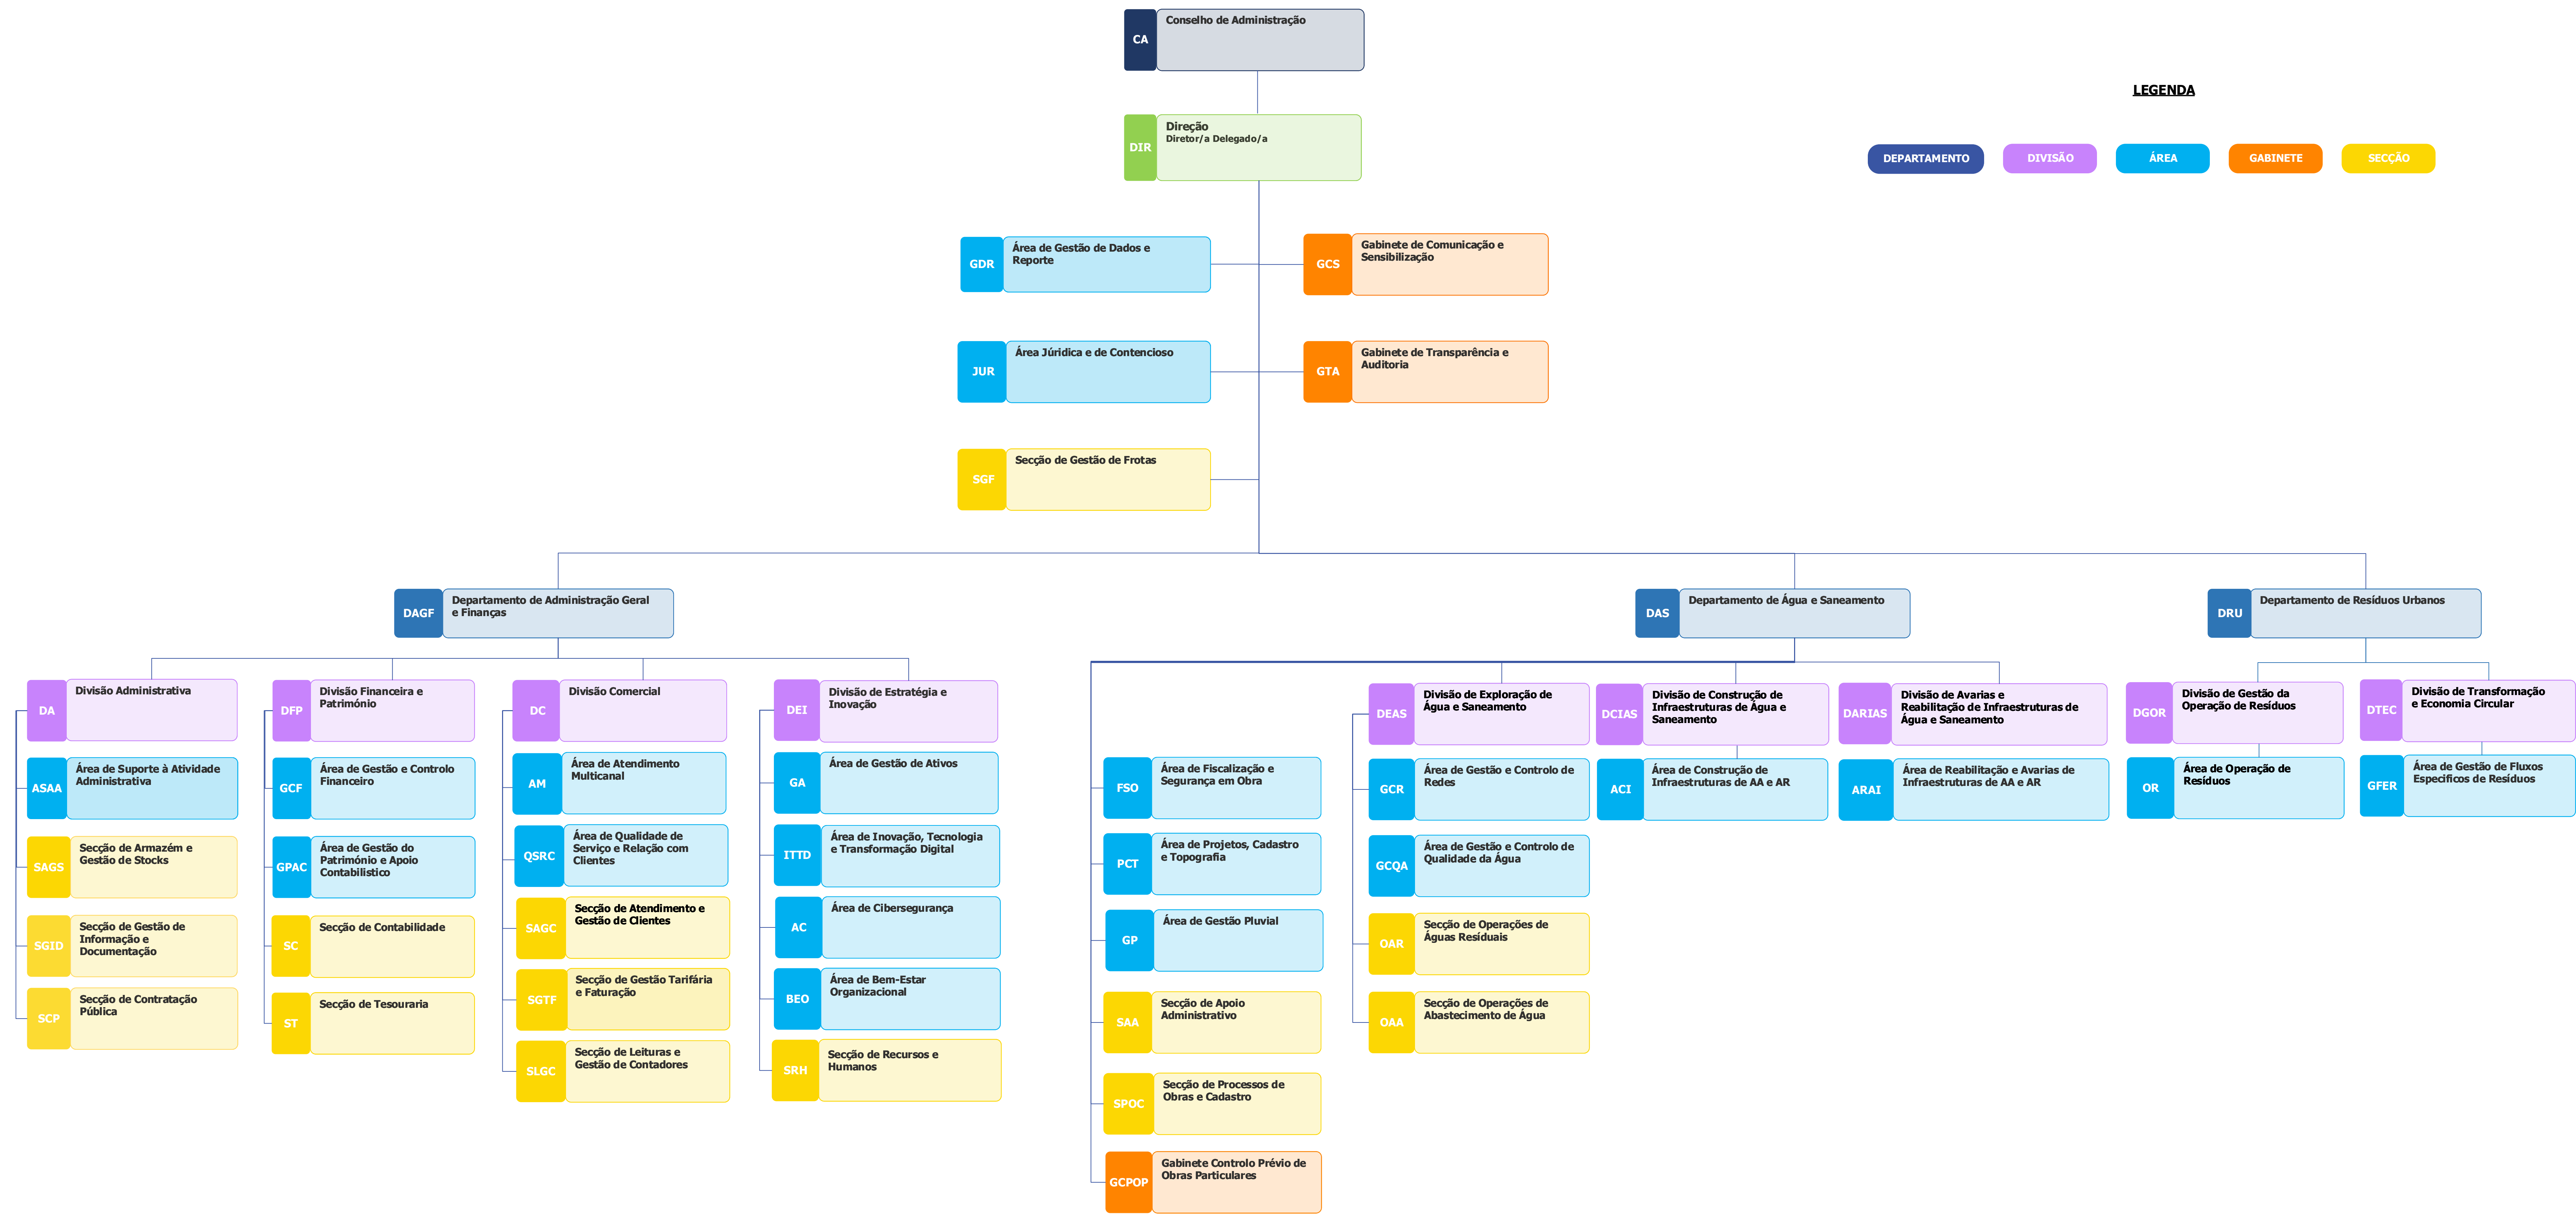 CA
Conselho de Administração
LEGENDA
DIR
Direção
Diretor/a Delegado/a
DEPARTAMENTO
DIVISÃO
ÁREA
GABINETE
SECÇÃO
GDR
Área de Gestão de Dados e
Reporte
GCS
Gabinete de Comunicação e
Sensibilização
JUR
Área Júridica e de Contencioso
GTA
Gabinete de Transparência e
Auditoria
SGF
Secção de Gestão de Frotas
DAGF
Departamento de Administração Geral
e Finanças
DAS
Departamento de Água e Saneamento
DRU
Departamento de Resíduos Urbanos
DA
Divisão Administrativa
ASAA
Área de Suporte à Atividade
Administrativa
SAGS
Secção de Armazém e
Gestão de Stocks
SGID
Secção de Gestão de
Informação e
Documentação
SCP
Secção de Contratação
Pública
DFP
Divisão Financeira e
Património
GCF
Área de Gestão e Controlo
Financeiro
GPAC
Área de Gestão do
Património e Apoio
Contabilistico
SC
Secção de Contabilidade
ST
Secção de Tesouraria
DC
Divisão Comercial
AM
Área de Atendimento
Multicanal
QSRC
Área de Qualidade de
Serviço e Relação com
Clientes
SAGC
Secção de Atendimento e
Gestão de Clientes
SGTF
Secção de Gestão Tarifária
e Faturação
SLGC
Secção de Leituras e
Gestão de Contadores
DEI
Divisão de Estratégia e
Inovação
GA
Área de Gestão de Ativos
ITTD
Área de Inovação, Tecnologia
e Transformação Digital
AC
Área de Cibersegurança
BEO
Área de Bem-Estar
Organizacional
SRH
Secção de Recursos e
Humanos
FSO
Área de Fiscalização e
Segurança em Obra
PCT
Área de Projetos, Cadastro
e Topografia
GP
Área de Gestão Pluvial
SAA
Secção de Apoio
Administrativo
SPOC
Secção de Processos de
Obras e Cadastro
GCPOP
Gabinete Controlo Prévio de
Obras Particulares
DEAS
Divisão de Exploração de
Água e Saneamento
GCR
Área de Gestão e Controlo de
Redes
GCQA
Área de Gestão e Controlo de
Qualidade da Água
OAR
Secção de Operações de
Águas Resíduais
OAA
Secção de Operações de
Abastecimento de Água
DCIAS
Divisão de Construção de
Infraestruturas de Água e
Saneamento
ACI
Área de Construção de
Infraestruturas de AA e AR
DARIAS
Divisão de Avarias e
Reabilitação de Infraestruturas de
Água e Saneamento
ARAI
Área de Reabilitação e Avarias de
Infraestruturas de AA e AR
DGOR
Divisão de Gestão da
Operação de Resíduos
OR
Área de Operação de
Resíduos
DTEC
Divisão de Transformação
e Economia Circular
GFER
Área de Gestão de Fluxos
Especificos de Resíduos